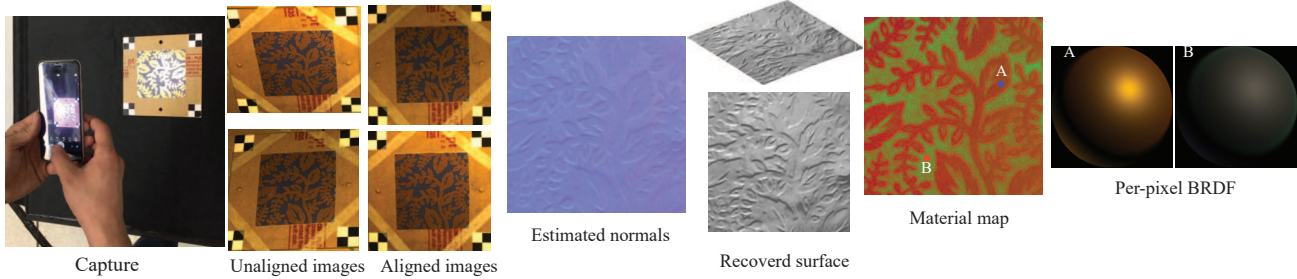 Capture
Unaligned images
Aligned images
Estimated normals
Recoverd surface
A
B
Material map
A
B
Per-pixel BRDF